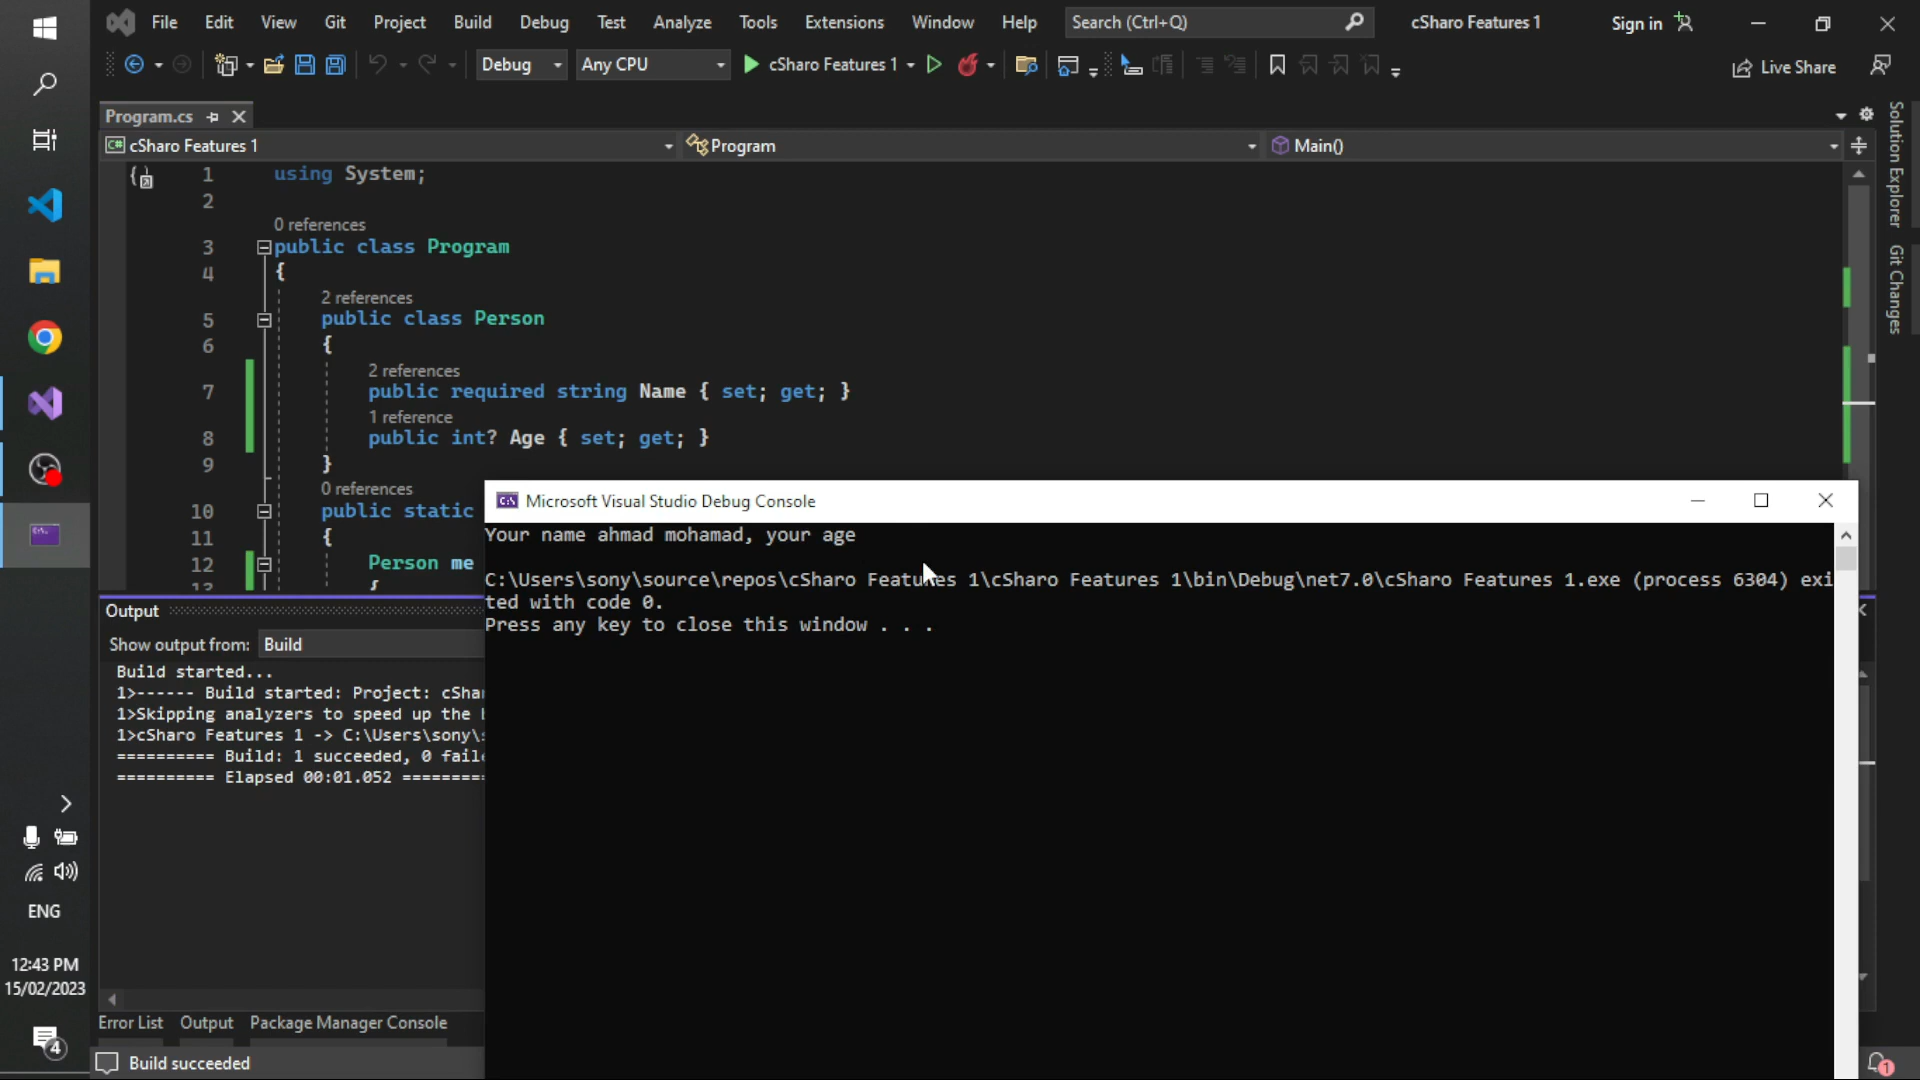 File Edit View Git Project Build Debug Test Analyze Tools Extensions Window Help Search (Ctrl+Q) cSharo Features 1 Sign in
Debug Any CPU cSharo Features 1 Live Share
Program.cs
cSharo Features 1 Program Main()
Solution Explorer
Git Changes
1 using System;
2
0 references
3 public class Program
4 {
2 references
5 public class Person
6 {
2 references
7 public required string Name { set; get; }
1 reference
8 public int? Age { set; get; }
9 }
0 references
10 public static
11 {
12 Person me
13 {
Microsoft Visual Studio Debug Console
Your name ahmad mohamad, your age
C:\Users\sony\source\repos\cSharo Features 1\cSharo Features 1\bin\Debug\net7.0\cSharo Features 1.exe (process 6304) exi
ted with code 0.
Press any key to close this window . . .
Output
Show output from: Build
Build started...
1>------ Build started: Project: cShar
1>Skipping analyzers to speed up the
1>cSharo Features 1 -> C:\Users\sony\s
========== Build: 1 succeeded, 0 faile
========== Elapsed 00:01.052 =========
Error List Output Package Manager Console
Build succeeded
ENG
12:43 PM
15/02/2023
4
1